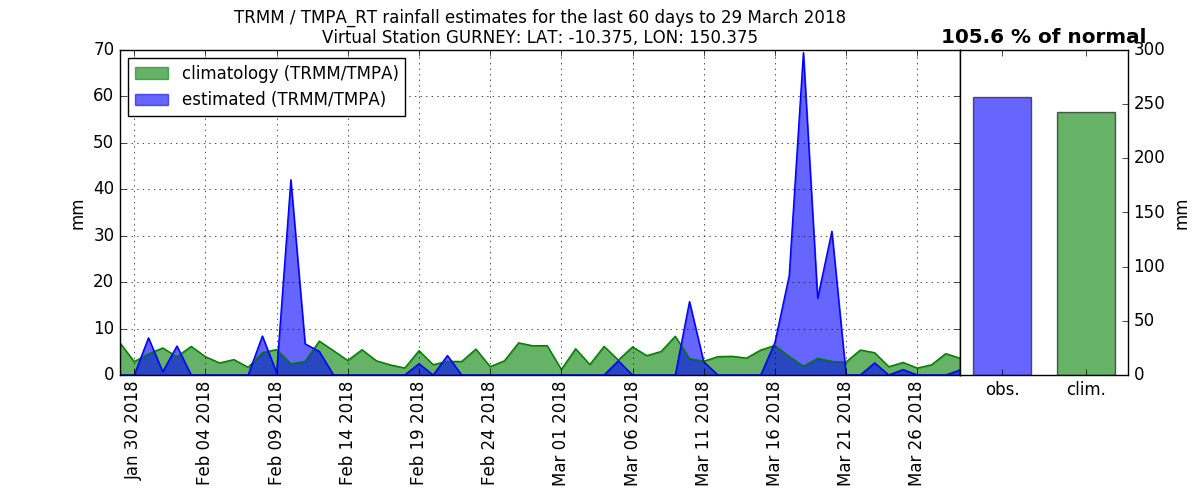 TRMM / TMPA_RT rainfall estimates for the last 60 days to 29 March 2018
Virtual Station GURNEY: LAT: -10.375, LON: 150.375
105.6 % of normal
climatology (TRMM/TMPA)
estimated (TRMM/TMPA)
70
60
50
40
30
20
10
0
mm
Jan 30 2018
Feb 04 2018
Feb 09 2018
Feb 14 2018
Feb 19 2018
Feb 24 2018
Mar 01 2018
Mar 06 2018
Mar 11 2018
Mar 16 2018
Mar 21 2018
Mar 26 2018
300
250
200
150
100
50
0
mm
obs.
clim.